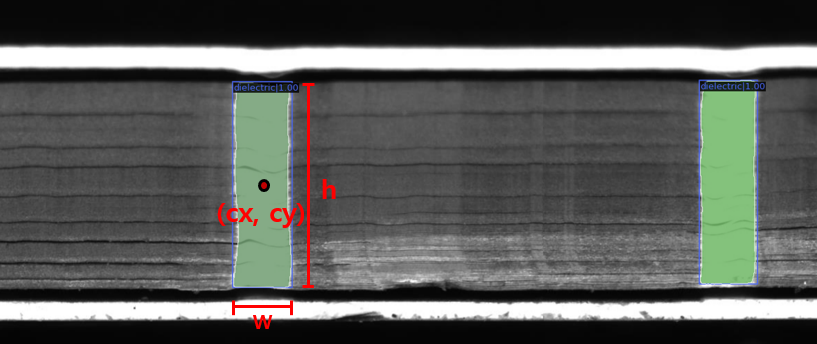 dielectric|1.00
dielectric|1.00
h
(cx, cy)
w